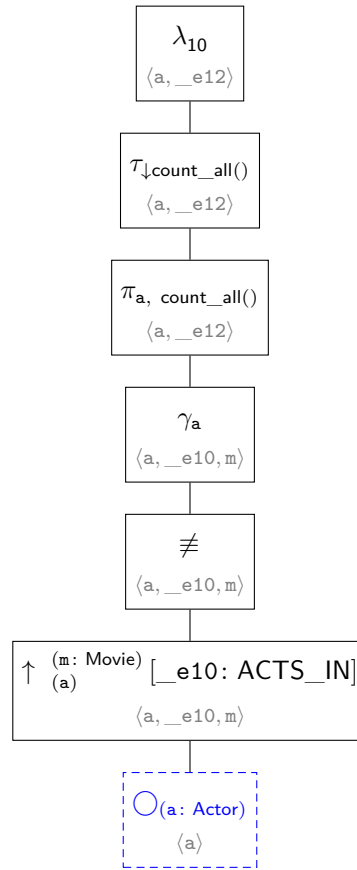 λ10
⟨a, __e12⟩
τ↓count_all()
⟨a, __e12⟩
πa, count_all()
⟨a, __e12⟩
γa
⟨a, __e10, m⟩
≢
⟨a, __e10, m⟩
↑ (m: Movie) (a) [__e10: ACTS_IN]
⟨a, __e10, m⟩
○(a: Actor)
⟨a⟩